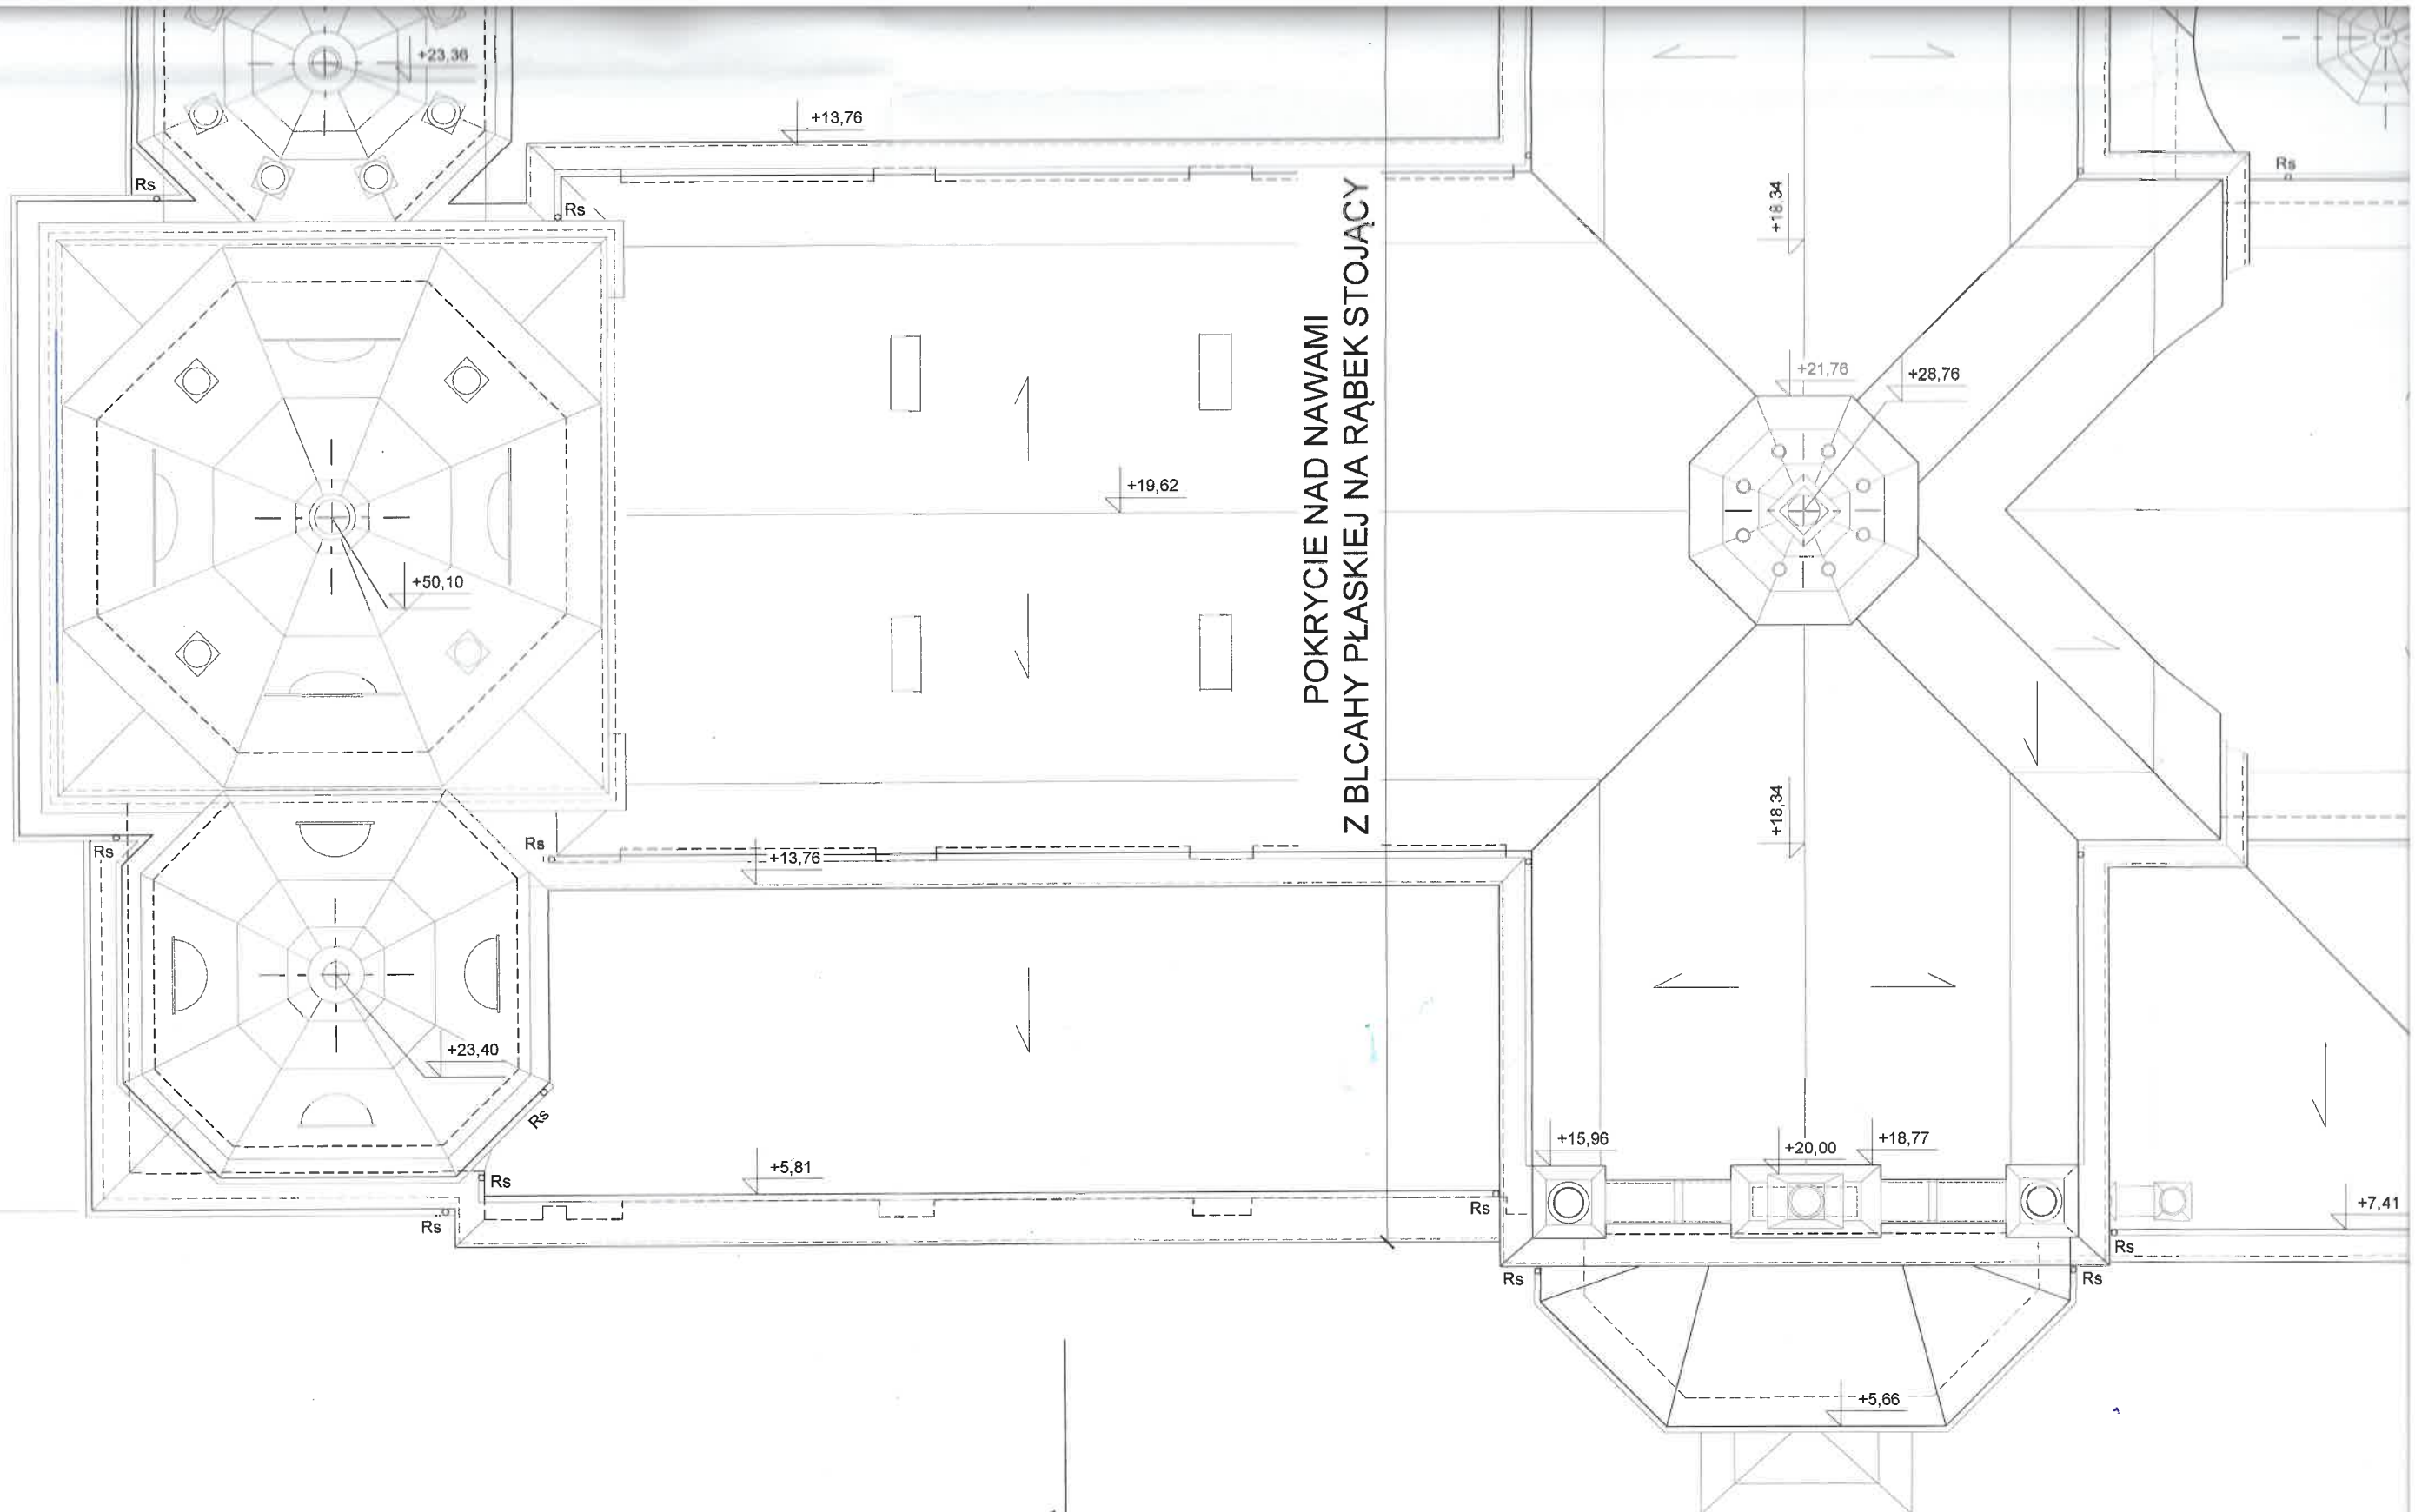 +23,36
+13,76
Rs
Rs
Rs
+18,34
POKRYCIE NAD NAWAMI
Z BLCAHY PŁASKIEJ NA RĄBEK STOJĄCY
+21,76
+28,76
+19,62
+50,10
+18,34
Rs
Rs
+13,76
+23,40
Rs
+15,96
+20,00
+18,77
+5,81
Rs
Rs
Rs
+7,41
Rs
Rs
Rs
+5,66